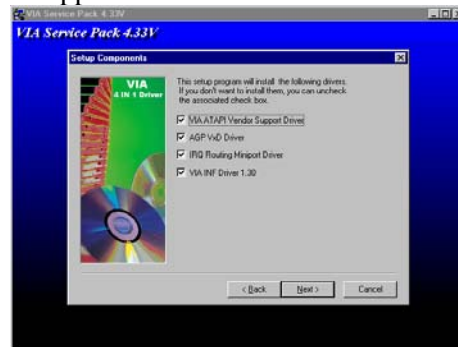 VIA Service Pack 4.33V
VIA Service Pack 4.33V
Setup Components
VIA
4 IN 1 Driver
This setup program will install the following drivers.
If you don't want to install them, you can uncheck
the associated check box.
VIA ATAPI Vendor Support Driver
AGP VxD Driver
IRQ Routing Miniport Driver
VIA INF Driver 1.30
< Back
Next >
Cancel